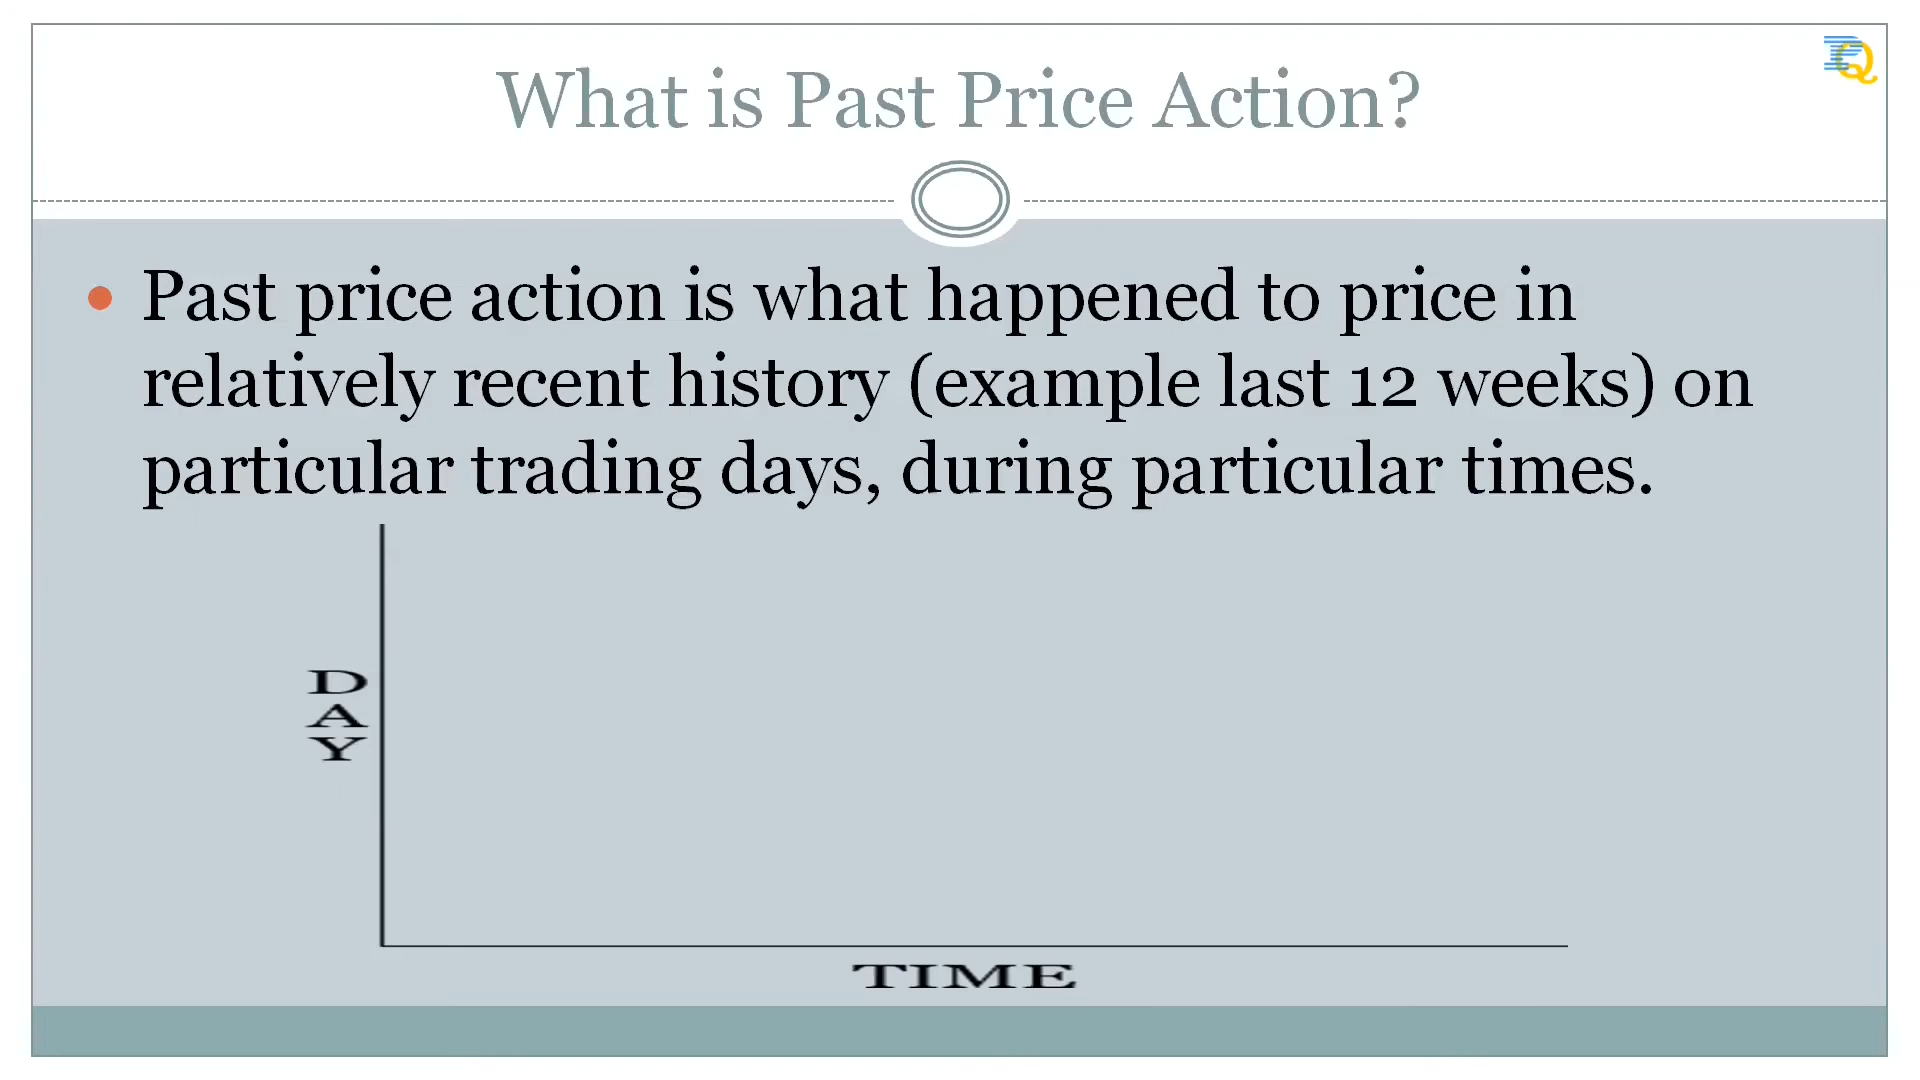 What is Past Price Action?
Past price action is what happened to price in
relatively recent history (example last 12 weeks) on
particular trading days, during particular times.
DAY
TIME